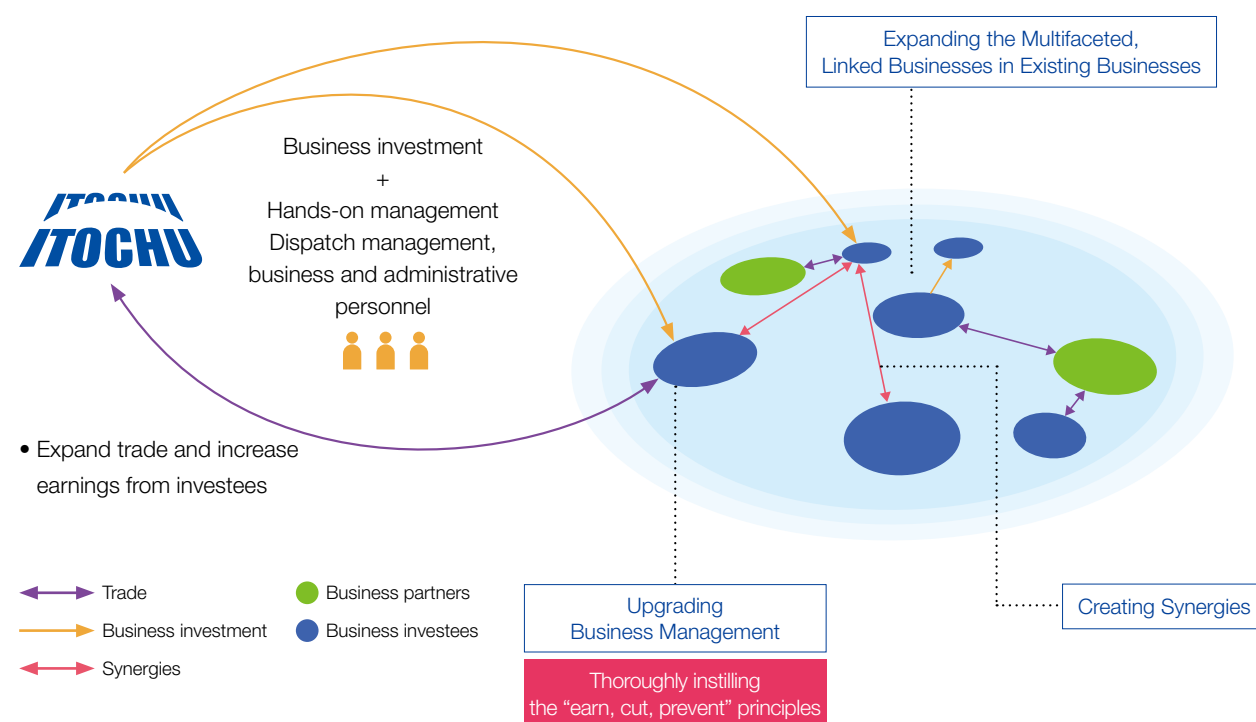 Expanding the Multifaceted,
Linked Businesses in Existing Businesses
Business investment
+
Hands-on management
Dispatch management,
business and administrative
personnel
ITOCHU
ITOCHU
• Expand trade and increase
earnings from investees
Trade
Business investment
Synergies
Business partners
Business investees
Upgrading
Business Management
Thoroughly instilling
the “earn, cut, prevent” principles
Creating Synergies